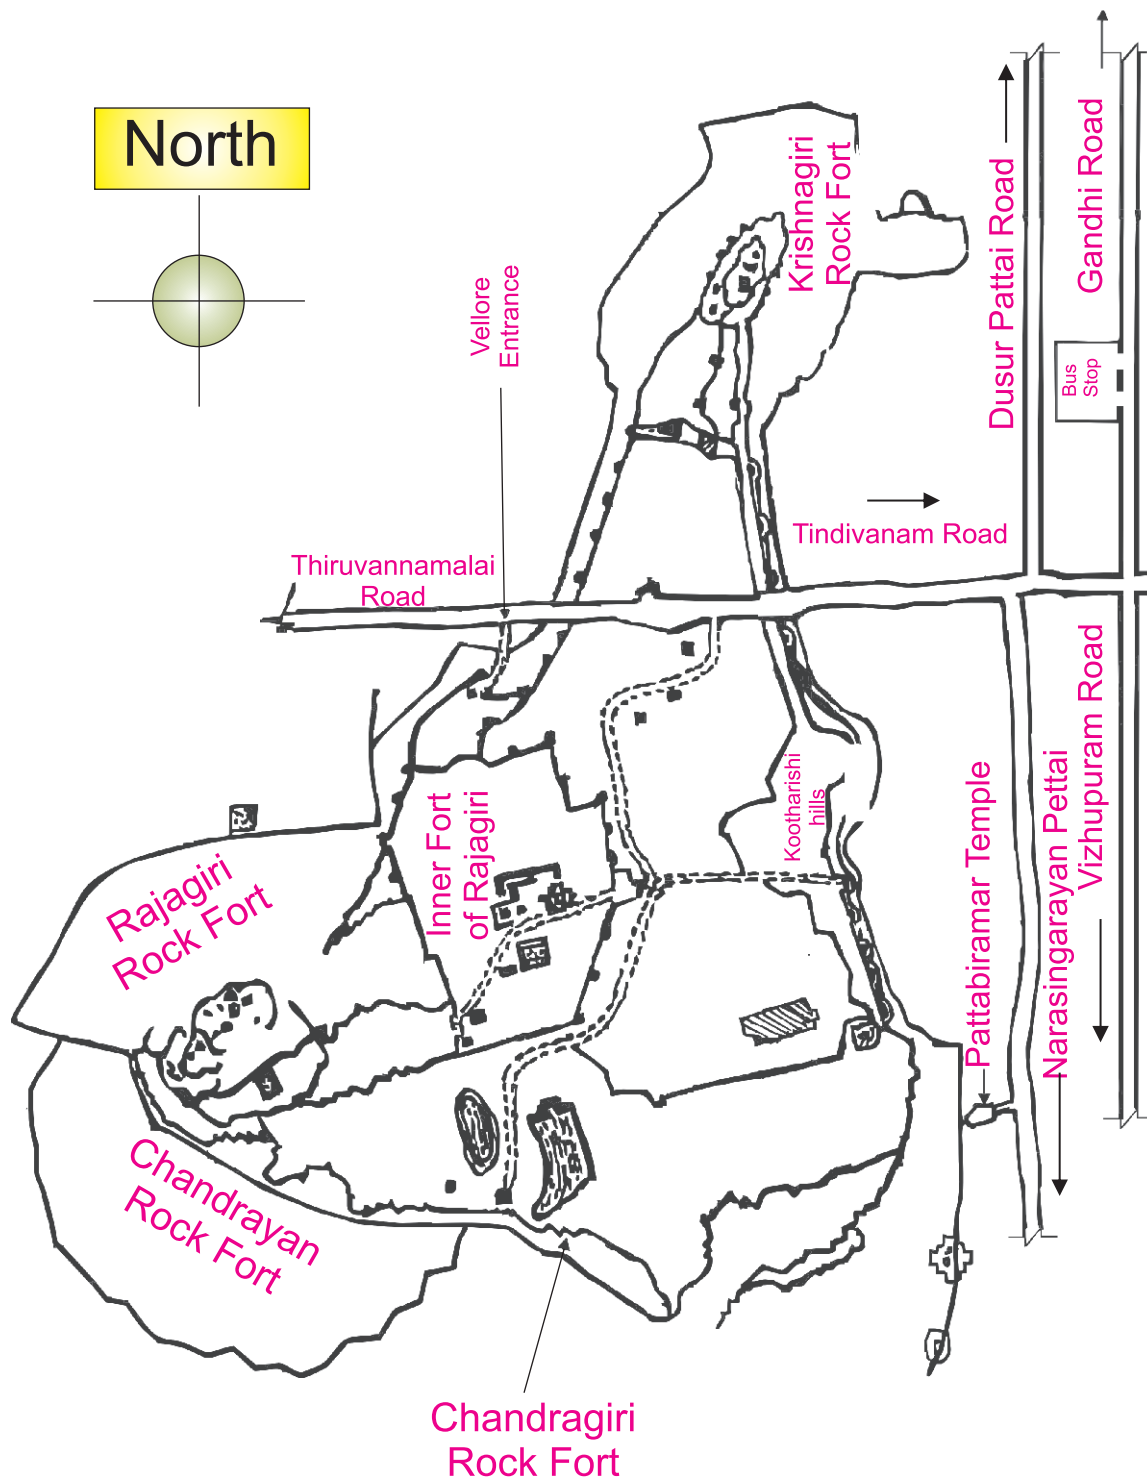 North
Krishnagiri
Rock Fort
Dusur Pattai Road
Gandhi Road
Vellore
Entrance
Bus
Stop
Tindivanam Road
Thiruvannamalai
Road
Kootharishi
hills
Inner Fort
of Rajagiri
Rajagiri
Rock Fort
Pattabiramar Temple
Narasingarayan Pettai
Vizhupuram Road
Chandrayan
Rock Fort
Chandragiri
Rock Fort